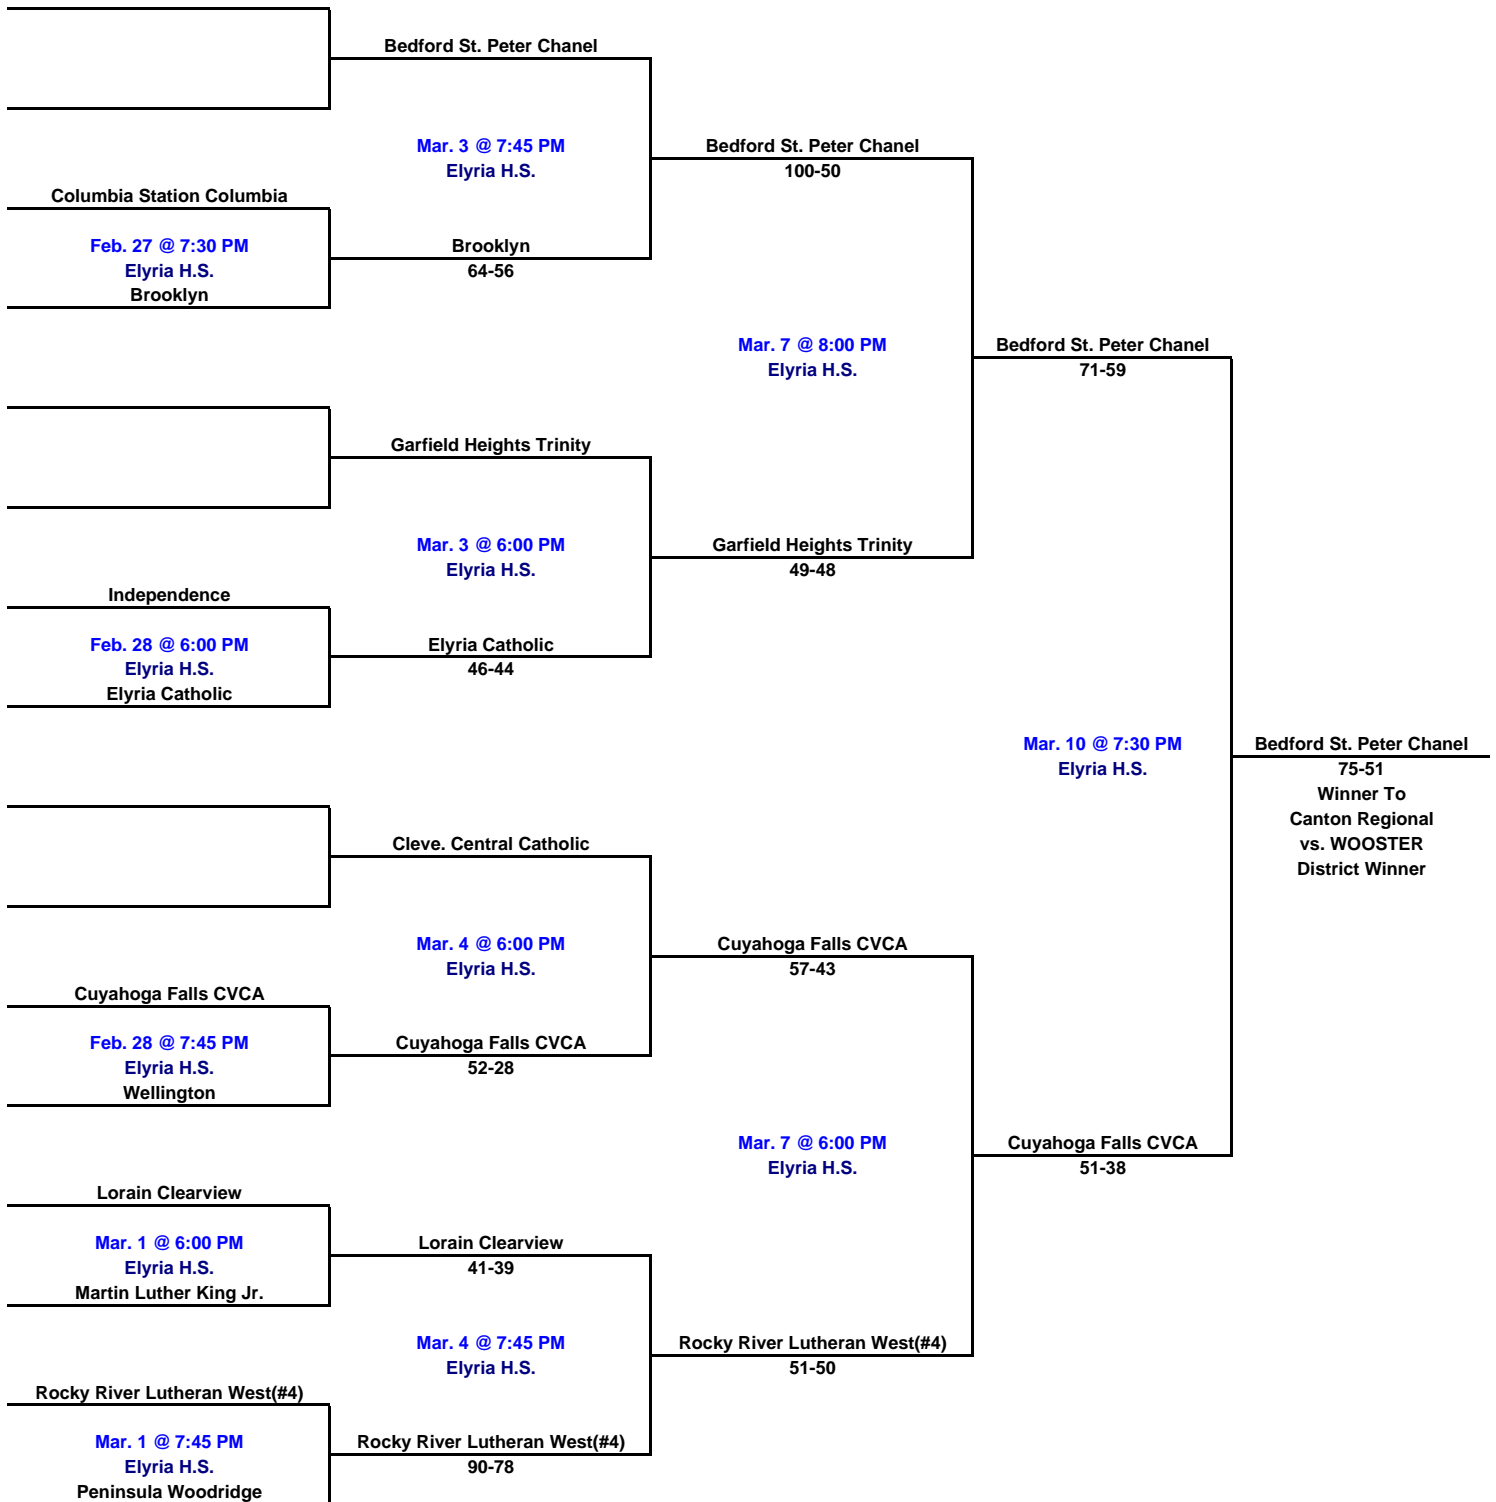 Bedford St. Peter Chanel
Mar. 3 @ 7:45 PM
Elyria H.S.
Bedford St. Peter Chanel
100-50
Columbia Station Columbia
Feb. 27 @ 7:30 PM
Elyria H.S.
Brooklyn
Brooklyn
64-56
Mar. 7 @ 8:00 PM
Elyria H.S.
Bedford St. Peter Chanel
71-59
Garfield Heights Trinity
Mar. 3 @ 6:00 PM
Elyria H.S.
Garfield Heights Trinity
49-48
Independence
Feb. 28 @ 6:00 PM
Elyria H.S.
Elyria Catholic
Elyria Catholic
46-44
Mar. 10 @ 7:30 PM
Elyria H.S.
Bedford St. Peter Chanel
75-51
Winner To
Canton Regional
vs. WOOSTER
District Winner
Cleve. Central Catholic
Mar. 4 @ 6:00 PM
Elyria H.S.
Cuyahoga Falls CVCA
57-43
Cuyahoga Falls CVCA
Feb. 28 @ 7:45 PM
Elyria H.S.
Wellington
Cuyahoga Falls CVCA
52-28
Mar. 7 @ 6:00 PM
Elyria H.S.
Cuyahoga Falls CVCA
51-38
Lorain Clearview
Mar. 1 @ 6:00 PM
Elyria H.S.
Martin Luther King Jr.
Lorain Clearview
41-39
Mar. 4 @ 7:45 PM
Elyria H.S.
Rocky River Lutheran West(#4)
51-50
Rocky River Lutheran West(#4)
Mar. 1 @ 7:45 PM
Elyria H.S.
Peninsula Woodridge
Rocky River Lutheran West(#4)
90-78